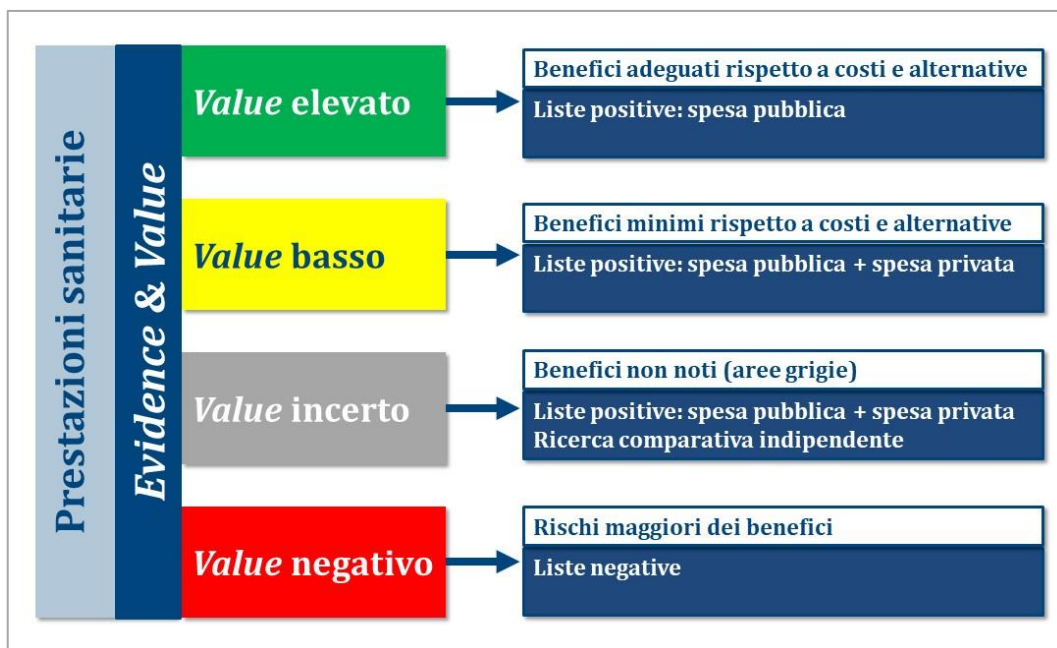 Prestazioni sanitarie
Evidence & Value
Value elevato
Benefici adeguati rispetto a costi e alternative
Liste positive: spesa pubblica
Value basso
Benefici minimi rispetto a costi e alternative
Liste positive: spesa pubblica + spesa privata
Value incerto
Benefici non noti (aree grigie)
Liste positive: spesa pubblica + spesa privata
Ricerca comparativa indipendente
Value negativo
Rischi maggiori dei benefici
Liste negative